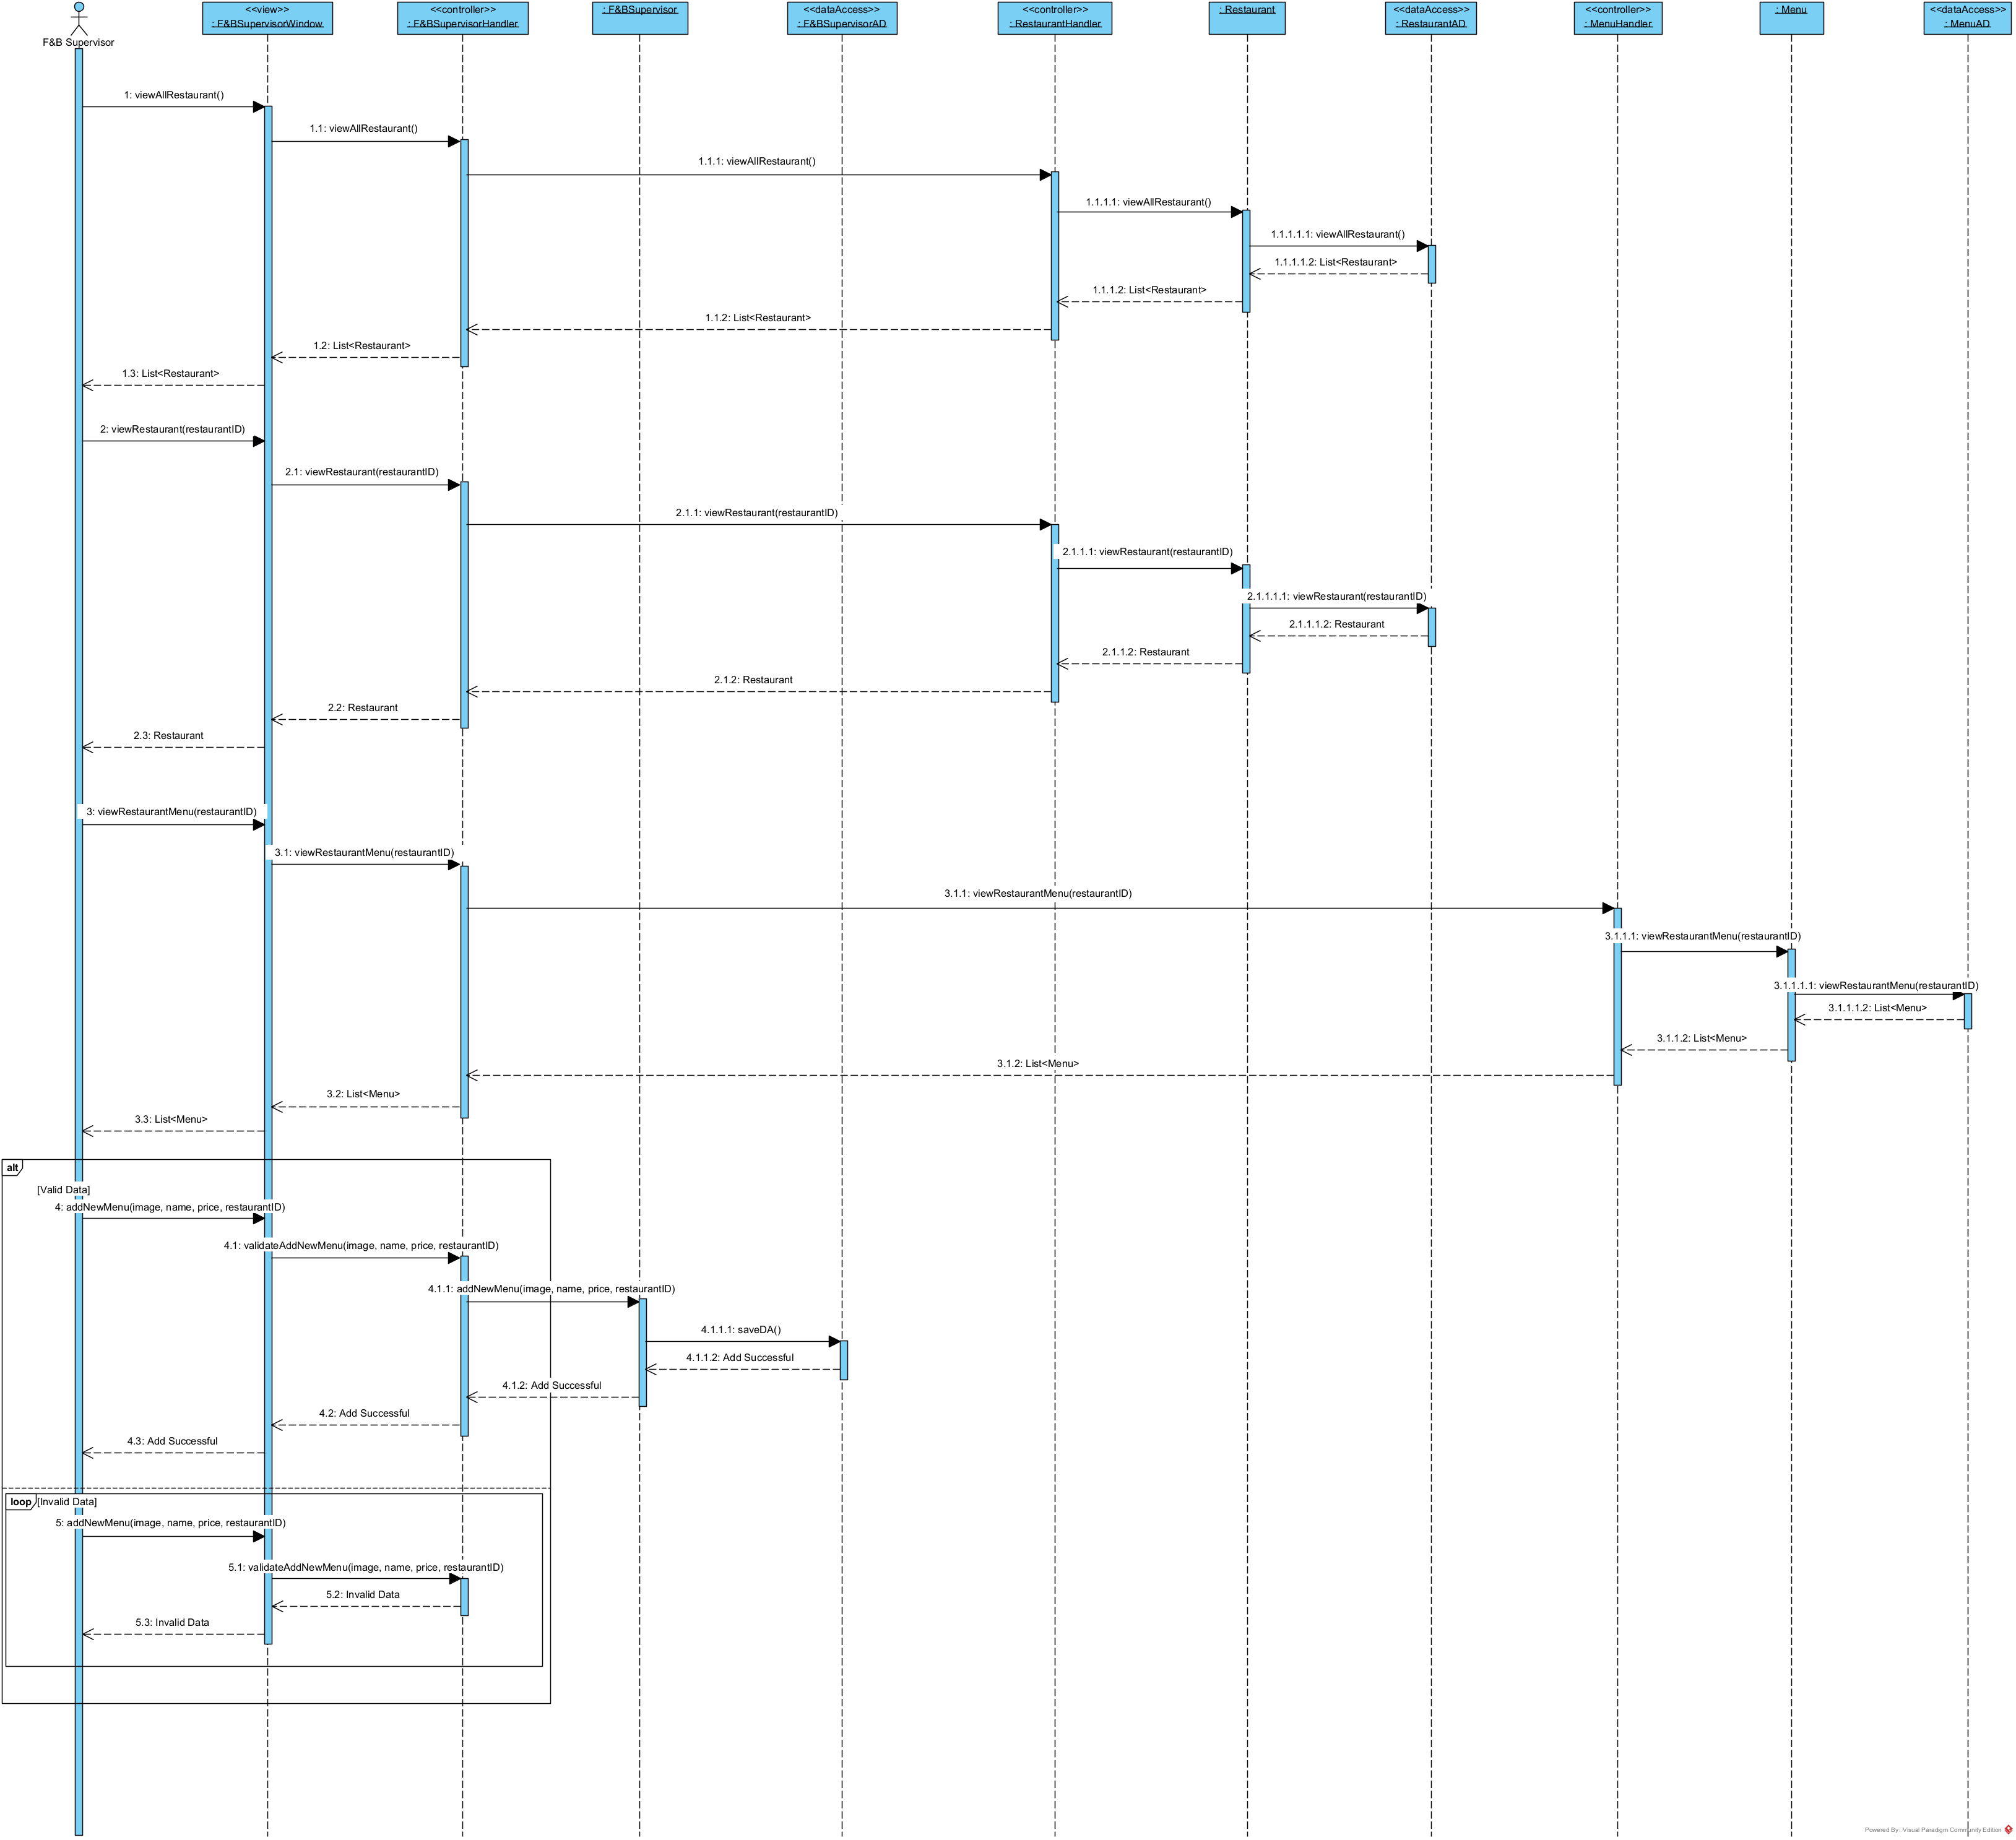 F&B Supervisor
<<view>>
: F&BSupervisorWindow
<<controller>>
: F&BSupervisorHandler
: F&BSupervisor
<<dataAccess>>
: F&BSupervisorAD
<<controller>>
: RestaurantHandler
: Restaurant
<<dataAccess>>
: RestaurantAD
<<controller>>
: MenuHandler
: Menu
<<dataAccess>>
: MenuAD
1: viewAllRestaurant()
1.1: viewAllRestaurant()
1.1.1: viewAllRestaurant()
1.1.1.1: viewAllRestaurant()
1.1.1.1.1: viewAllRestaurant()
1.1.1.1.2: List<Restaurant>
1.1.1.2: List<Restaurant>
1.1.2: List<Restaurant>
1.2: List<Restaurant>
1.3: List<Restaurant>
2: viewRestaurant(restaurantID)
2.1: viewRestaurant(restaurantID)
2.1.1: viewRestaurant(restaurantID)
2.1.1.1: viewRestaurant(restaurantID)
2.1.1.1.1: viewRestaurant(restaurantID)
2.1.1.1.2: Restaurant
2.1.1.2: Restaurant
2.1.2: Restaurant
2.2: Restaurant
2.3: Restaurant
3: viewRestaurantMenu(restaurantID)
3.1: viewRestaurantMenu(restaurantID)
3.1.1: viewRestaurantMenu(restaurantID)
3.1.1.1: viewRestaurantMenu(restaurantID)
3.1.1.1.1: viewRestaurantMenu(restaurantID)
3.1.1.1.2: List<Menu>
3.1.1.2: List<Menu>
3.1.2: List<Menu>
3.2: List<Menu>
3.3: List<Menu>
alt
[Valid Data]
4: addNewMenu(image, name, price, restaurantID)
4.1: validateAddNewMenu(image, name, price, restaurantID)
4.1.1: addNewMenu(image, name, price, restaurantID)
4.1.1.1: saveDA()
4.1.1.2: Add Successful
4.1.2: Add Successful
4.2: Add Successful
4.3: Add Successful
loop [Invalid Data]
5: addNewMenu(image, name, price, restaurantID)
5.1: validateAddNewMenu(image, name, price, restaurantID)
5.2: Invalid Data
5.3: Invalid Data
Powered By: Visual Paradigm Community Edition